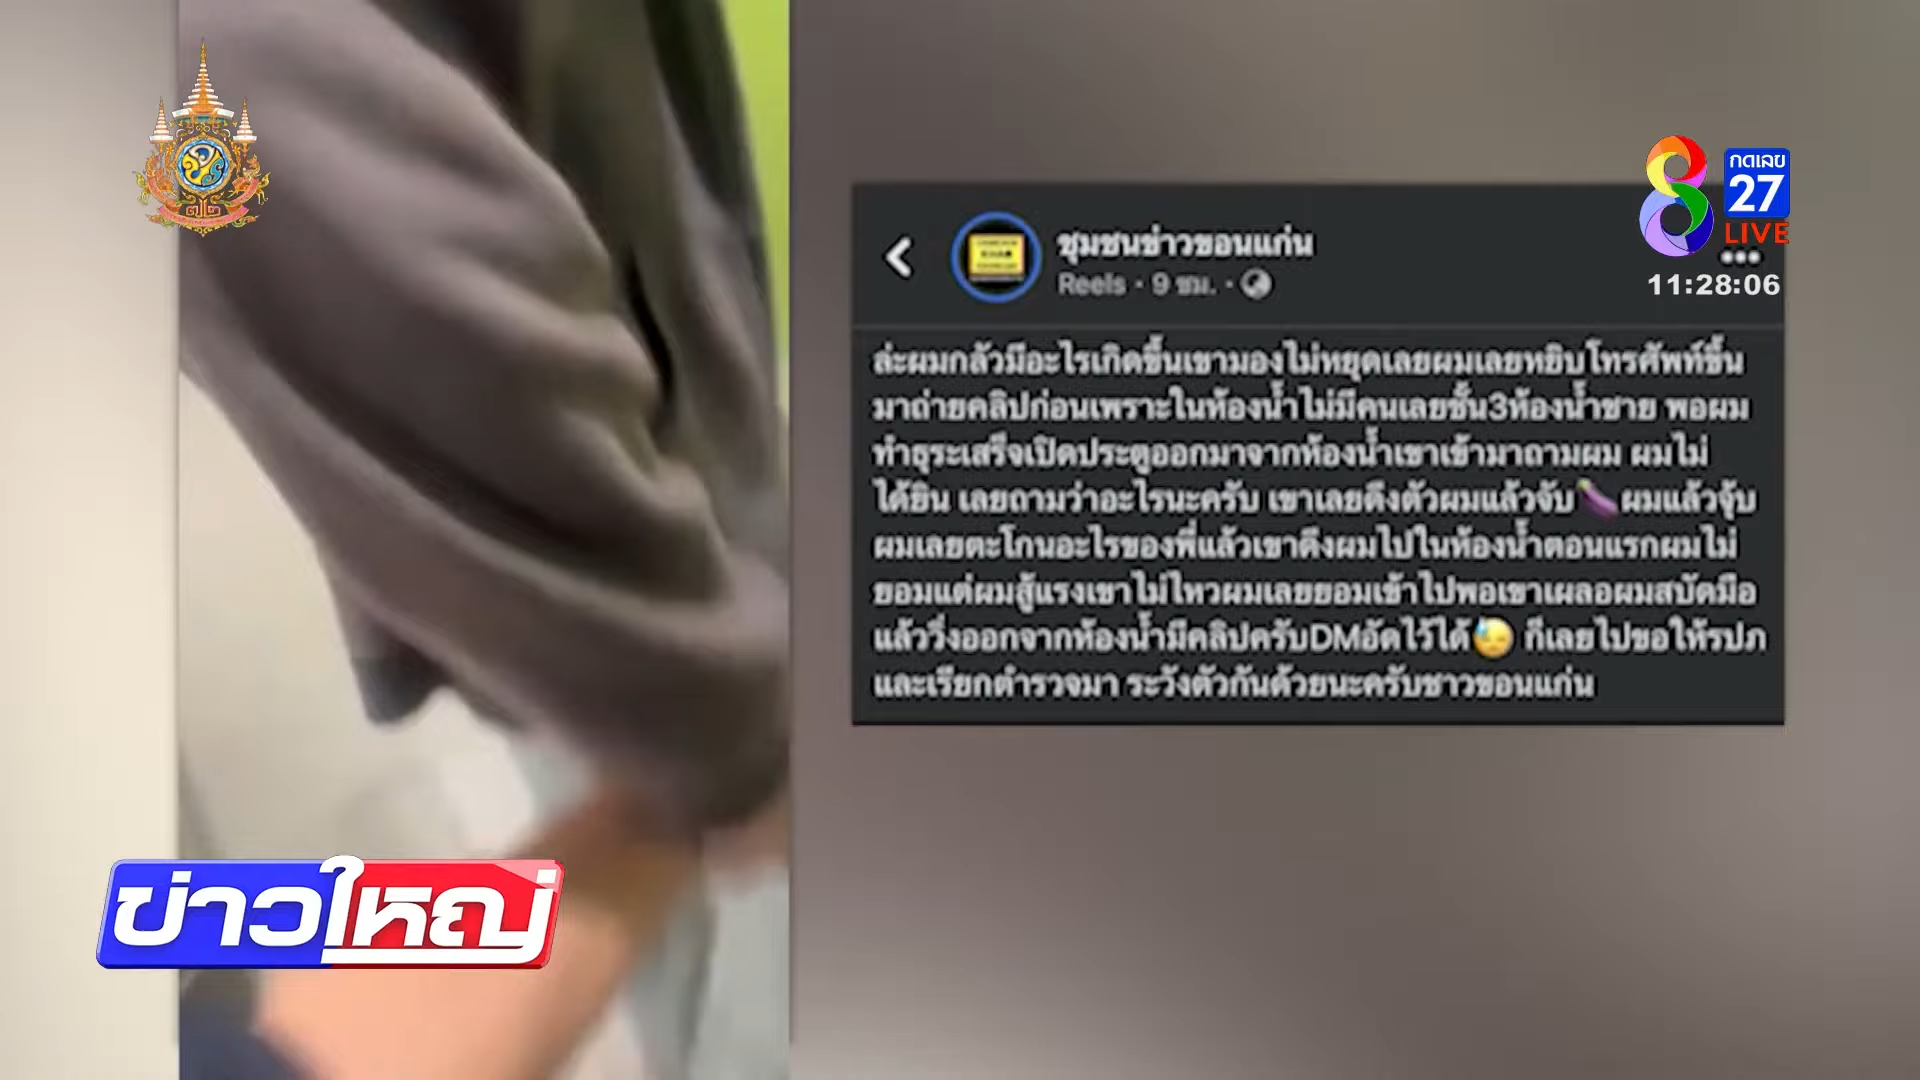 กดเลข
27
LIVE
11:28:06
ชุมชนข่าวขอนแก่น
Reels · 9 ชม. ·
ล่ะผมกลัวมีอะไรเกิดขึ้นเขามองไม่หยุดเลยผมเลยหยิบโทรศัพท์ขึ้น
มาถ่ายคลิปก่อนเพราะในห้องน้ำไม่มีคนเลยชั้น3ห้องน้ำชาย พอผม
ทำธุระเสร็จเปิดประตูออกมาจากห้องน้ำเขาเข้ามาถามผม ผมไม่
ได้ยิน เลยถามว่าอะไรนะครับ เขาเลยดึงตัวผมแล้วจับ🍆ผมแล้วจุ้บ
ผมเลยตะโกนอะไรของพี่แล้วเขาดึงผมไปในห้องน้ำตอนแรกผมไม่
ยอมแต่ผมสู้แรงเขาไม่ไหวผมเลยยอมเข้าไปพอเขาเผลอผมสบัดมือ
แล้ววิ่งออกจากห้องน้ำมีคลิปครับDMอัดไว้ได้😓 ก็เลยไปขอให้รปภ
และเรียกตำรวจมา ระวังตัวกันด้วยนะครับชาวขอนแก่น
ข่าวใหญ่